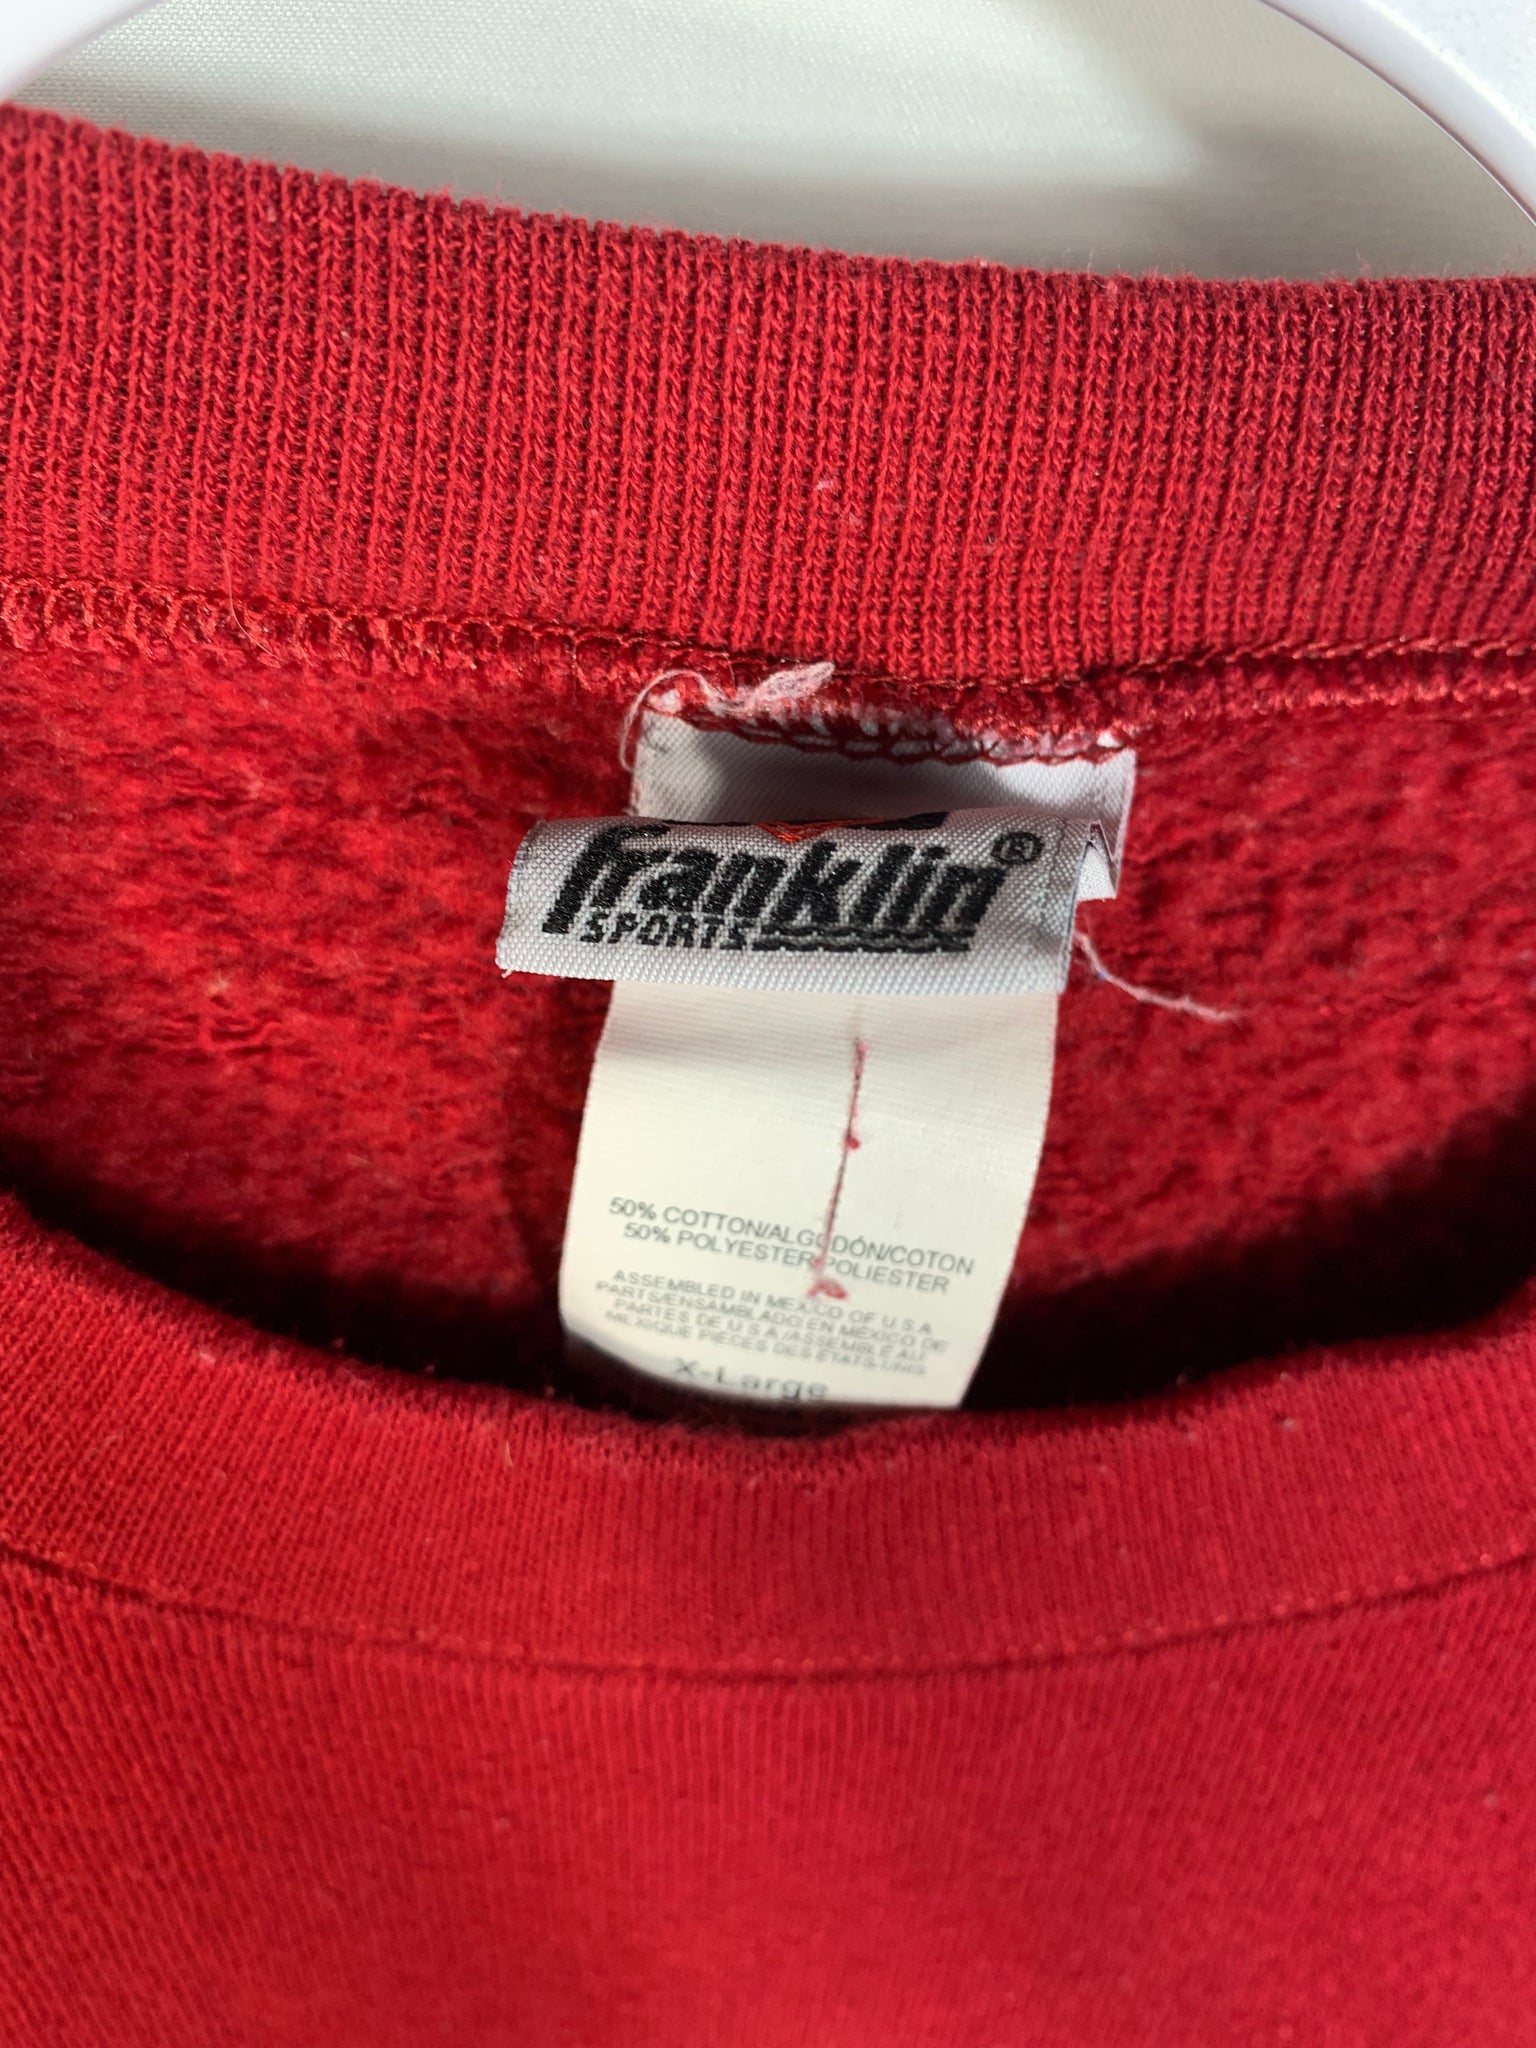 Franklin®
SPORTS
50% COTTON/ALGODÓN/COTON
50% POLYESTER/POLIESTER
ASSEMBLED IN MEXICO OF U.S.A.
PARTS/ENSAMBLADO EN MÉXICO DE
PARTES DE U.S.A./ASSEMBLÉ AU
MEXIQUE PIÈCES DES ÉTATS-UNIS
X-Large